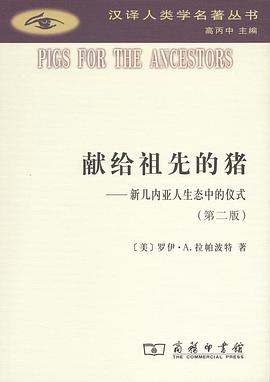 汉译人类学名著丛书
高丙中 主编
PIGS FOR THE ANCESTORS
献给祖先的猪
——新几内亚人生态中的仪式
（第二版）
〔美〕罗伊·A.拉帕波特 著
商务印书馆
THE COMMERCIAL PRESS